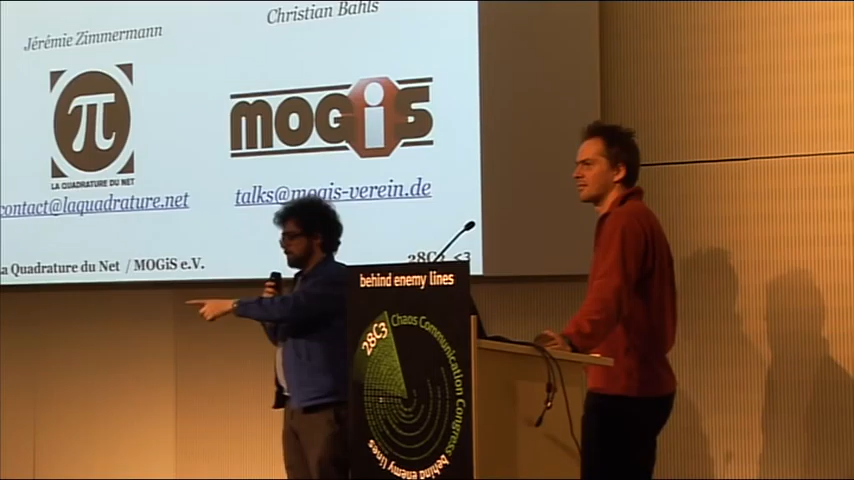 Jérémie Zimmermann
Christian Bahls
π
LA QUADRATURE DU NET
MOGiS
contact@laquadrature.net
talks@mogis-verein.de
La Quadrature du Net / MOGiS e.V.
28C3 <3
behind enemy lines
28C3
Chaos Communication Congress
behind enemy lines